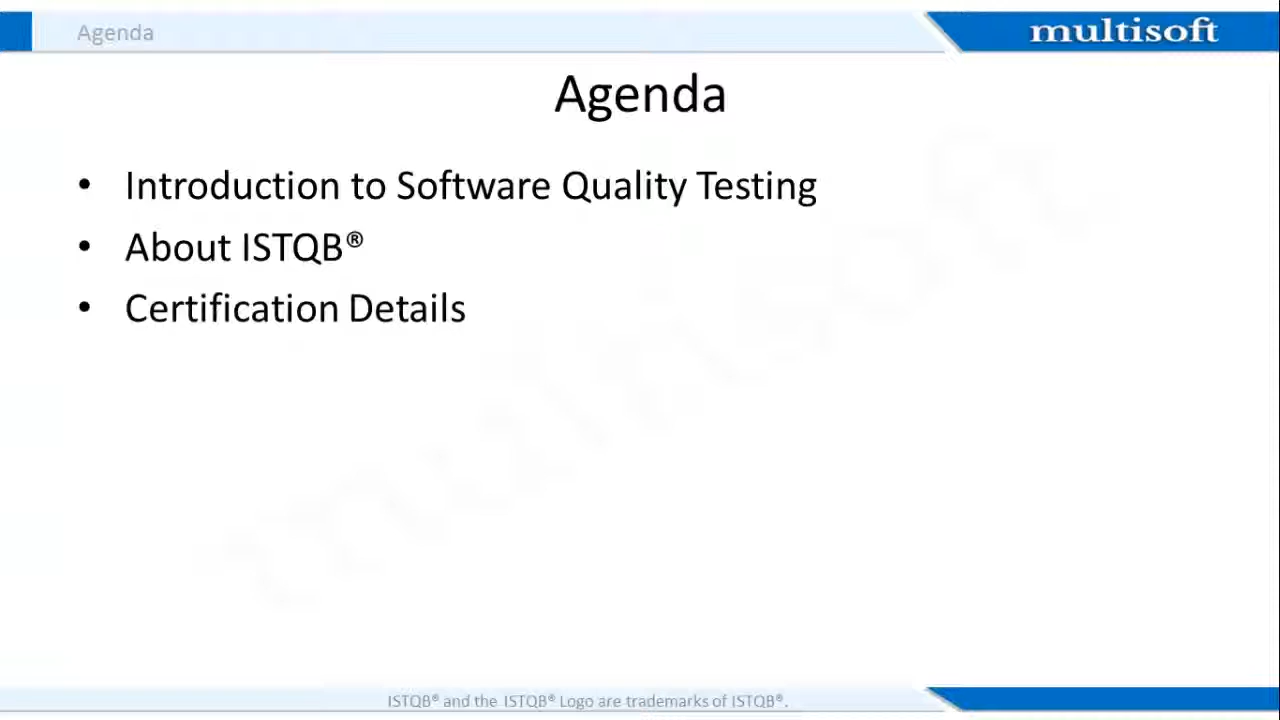 Agenda
multisoft
Agenda
• Introduction to Software Quality Testing
• About ISTQB®
• Certification Details
multisoft
ISTQB® and the ISTQB® Logo are trademarks of ISTQB®.